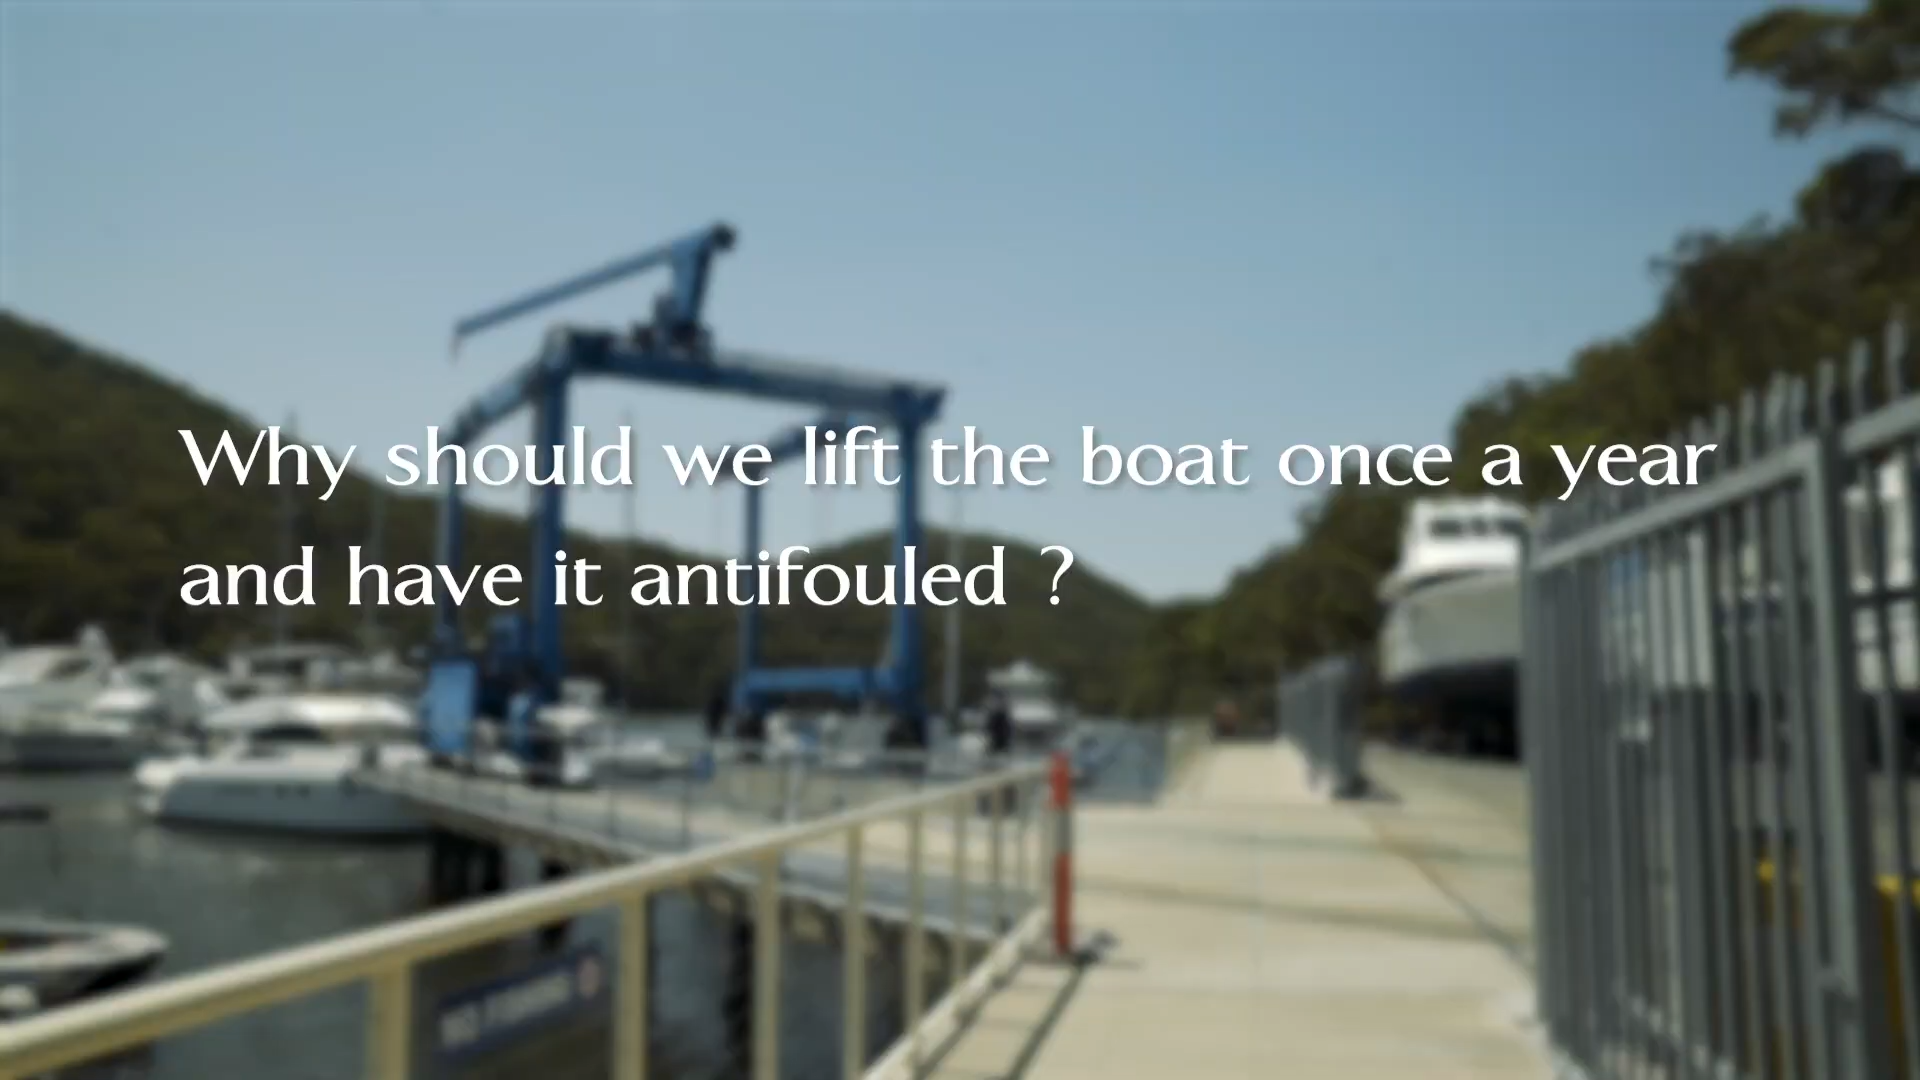 Why should we lift the boat once a year
and have it antifouled ?